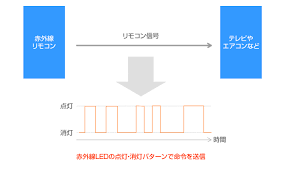 赤外線
リモコン
リモコン信号
テレビや
エアコンなど
点灯
消灯
時間
赤外線LEDの点灯・消灯パターンで命令を送信